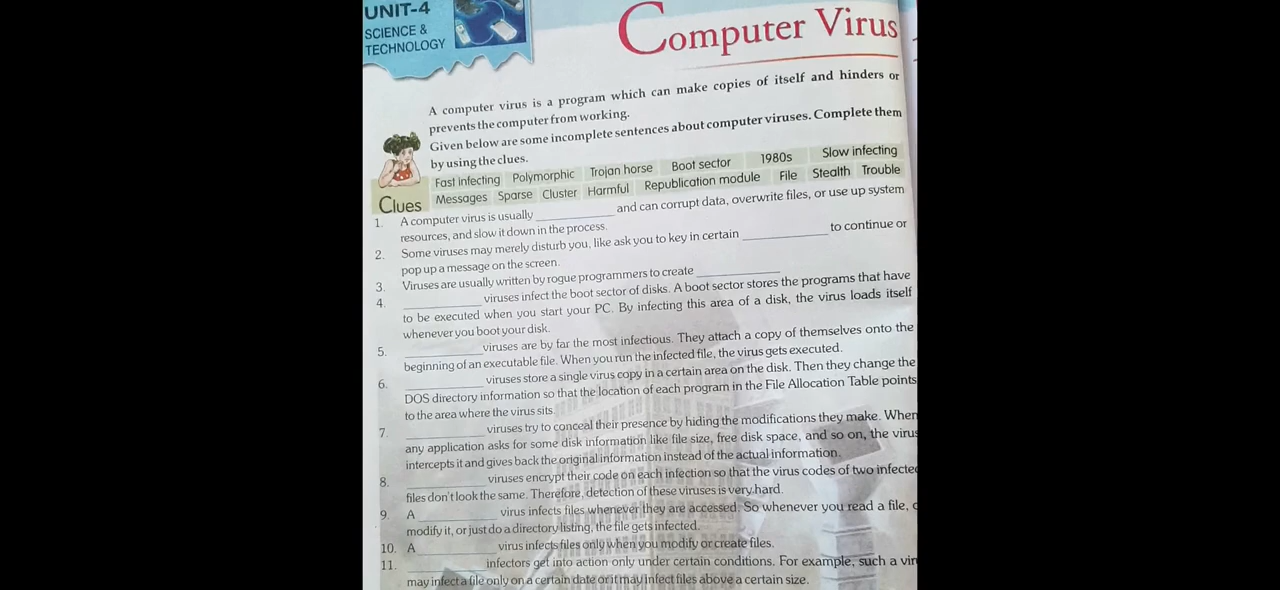 UNIT-4
SCIENCE &
TECHNOLOGY
Computer Virus
A computer virus is a program which can make copies of itself and hinders or
prevents the computer from working.
Given below are some incomplete sentences about computer viruses. Complete them
by using the clues.
Clues
Fast infecting Polymorphic Trojan horse Boot sector 1980s Slow infecting
Messages Sparse Cluster Harmful Republication module File Stealth Trouble
1. A computer virus is usually ____________ and can corrupt data, overwrite files, or use up system
resources, and slow it down in the process.
2. Some viruses may merely disturb you, like ask you to key in certain ____________ to continue or
pop up a message on the screen.
3. Viruses are usually written by rogue programmers to create ____________
4. ____________ viruses infect the boot sector of disks. A boot sector stores the programs that have
to be executed when you start your PC. By infecting this area of a disk, the virus loads itself
whenever you boot your disk.
5. ____________ viruses are by far the most infectious. They attach a copy of themselves onto the
beginning of an executable file. When you run the infected file, the virus gets executed.
6. ____________ viruses store a single virus copy in a certain area on the disk. Then they change the
DOS directory information so that the location of each program in the File Allocation Table points
to the area where the virus sits.
7. ____________ viruses try to conceal their presence by hiding the modifications they make. When
any application asks for some disk information like file size, free disk space, and so on, the virus
intercepts it and gives back the original information instead of the actual information.
8. ____________ viruses encrypt their code on each infection so that the virus codes of two infected
files don't look the same. Therefore, detection of these viruses is very hard.
9. A ____________ virus infects files whenever they are accessed. So whenever you read a file,
modify it, or just do a directory listing, the file gets infected.
10. A ____________ virus infects files only when you modify or create files.
11. ____________ infectors get into action only under certain conditions. For example, such a vir
may infect a file only on a certain date or it may infect files above a certain size.